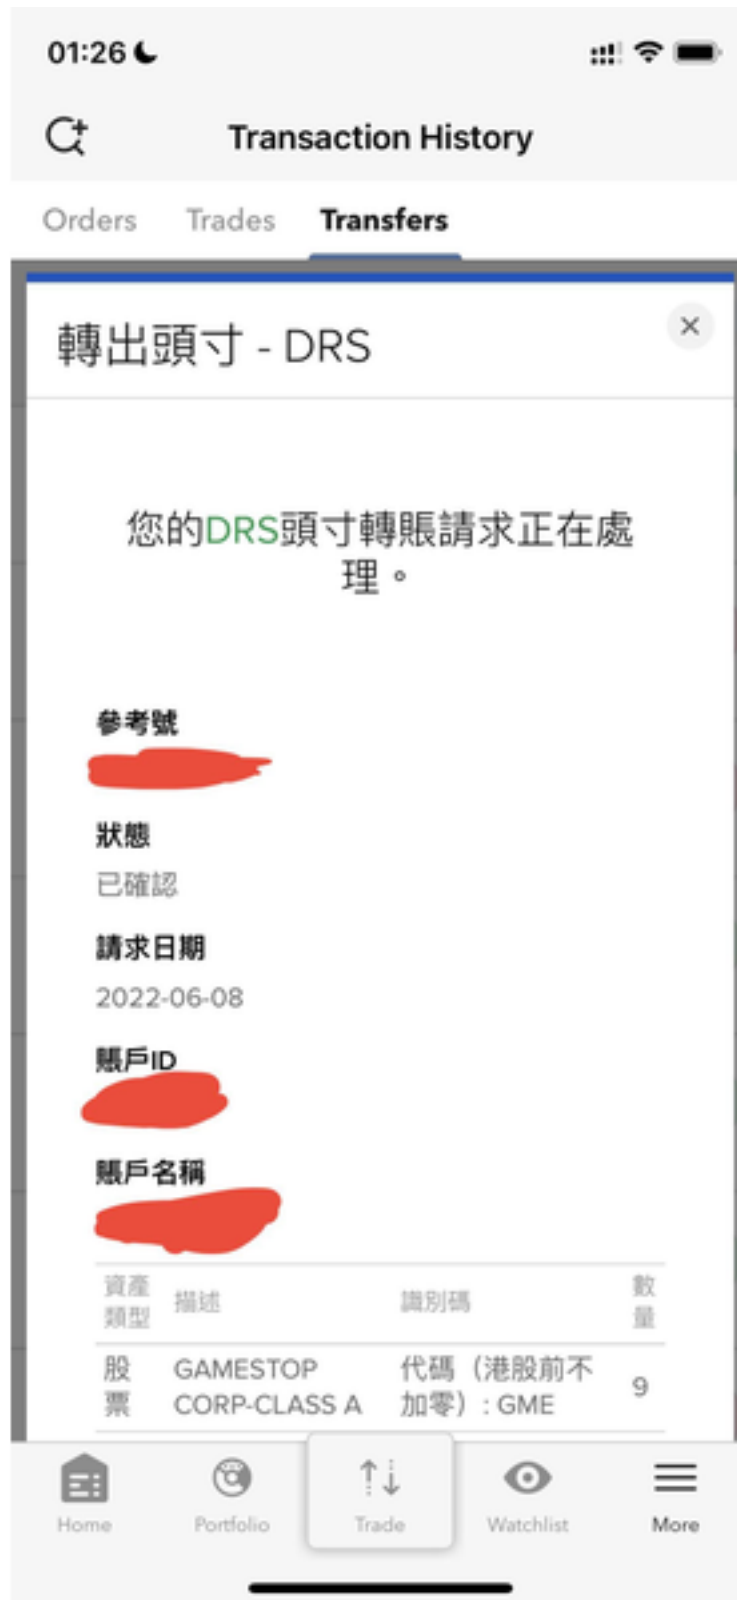 01:26
Transaction History
Orders Trades Transfers
轉出頭寸 - DRS
您的DRS頭寸轉賬請求正在處
理。
參考號
狀態
已確認
請求日期
2022-06-08
賬戶ID
賬戶名稱
資產 描述 識別碼 數
類型 量
股 GAMESTOP 代碼（港股前不 9
票 CORP-CLASS A 加零）: GME
Home Portfolio Trade Watchlist More